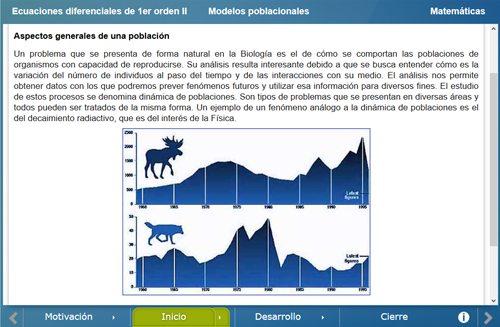 Ecuaciones diferenciales de 1er orden II Modelos poblacionales Matemáticas
Aspectos generales de una población
Un problema que se presenta de forma natural en la Biología es el de cómo se comportan las poblaciones de
organismos con capacidad de reproducirse. Su análisis resulta interesante debido a que se busca entender cómo es la
variación del número de individuos al paso del tiempo y de las interacciones con su medio. El análisis nos permite
obtener datos con los que podremos prever fenómenos futuros y utilizar esa información para diversos fines. El estudio
de estos procesos se denomina dinámica de poblaciones. Son tipos de problemas que se presentan en diversas áreas y
todos pueden ser tratados de la misma forma. Un ejemplo de un fenómeno análogo a la dinámica de poblaciones es el
del decaimiento radiactivo, que es del interés de la Física.
2500
2000
1500
1000
500
0
Latest
figures
1960 1965 1970 1975 1980 1985 1990 1995
50
40
30
20
10
0
Latest
figures
1960 1965 1970 1975 1980 1985 1990 1995
Motivación Inicio Desarrollo Cierre